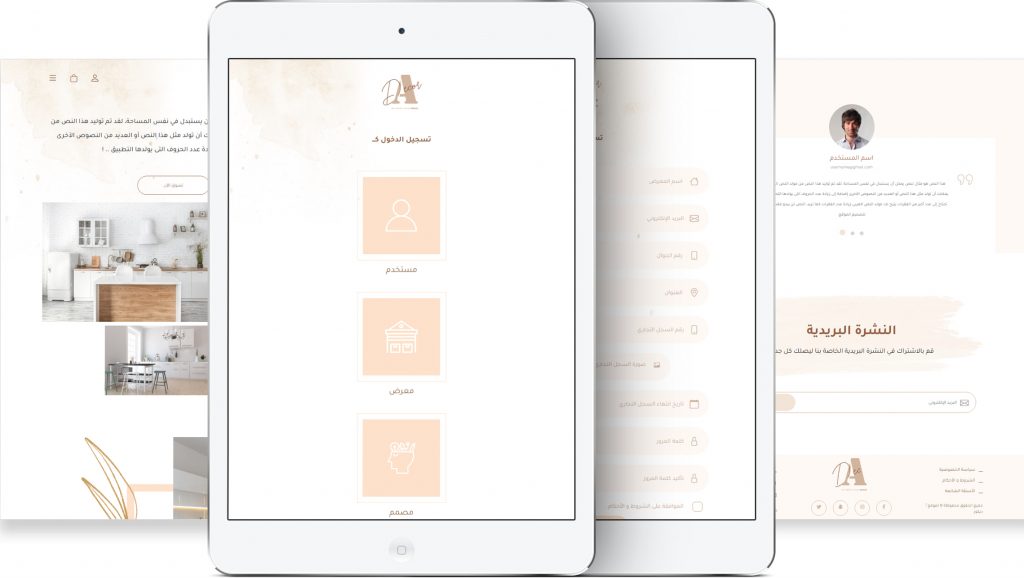 ن يستبدل في نفس المساحة، لقد تم توليد هذا النص من
ك أن تولد مثل هذا النص أو العديد من النصوص الأخرى
دة عدد الحروف التى يولدها التطبيق .. !
تسوق الآن
Decor
A
تسجيل الدخول كـ
مستخدم
معرض
مصمم
اسم المعرض
البريد الإلكتروني
رقم الجوال
العنوان
رقم السجل التجاري
صورة السجل التجاري
تاريخ انتهاء السجل التجاري
كلمة المرور
تأكيد كلمة المرور
الموافقة على الشروط و الأحكام
اسم المستخدم
النشرة البريدية
قم بالاشتراك في النشرة البريدية الخاصة بنا ليصلك كل جد
البريد الإلكتروني
سياسة الخصوصية
الشروط و الأحكام
الأسئلة الشائعة